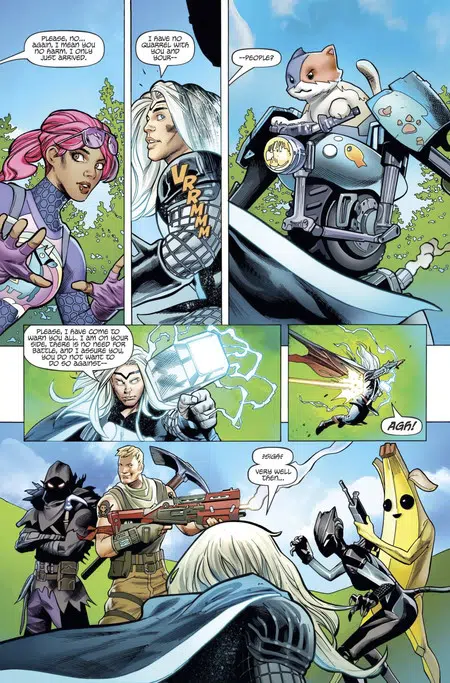 PLEASE, NO...
AGAIN, I MEAN YOU
NO HARM. I ONLY
JUST ARRIVED.
I HAVE NO
QUARREL WITH
YOU AND
YOUR--
VRRMMM
--PEOPLE?
PLEASE, I HAVE COME TO
WARN YOU ALL. I AM ON YOUR
SIDE, THERE IS NO NEED FOR
BATTLE, AND I ASSURE YOU,
YOU DO NOT WANT TO
DO SO AGAINST--
AGH!
*SIGH*
VERY WELL
THEN...